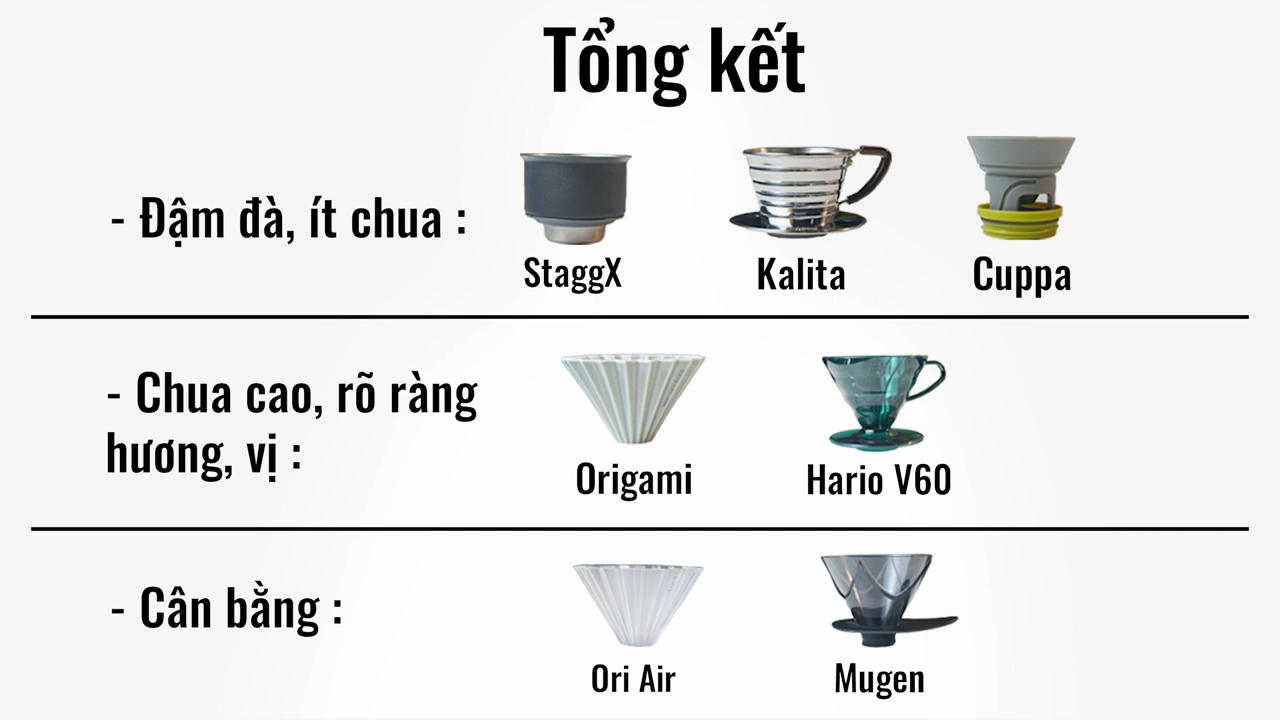 Tổng kết
- Đậm đà, ít chua :
StaggX
Kalita
Cuppa
- Chua cao, rõ ràng
hương, vị :
Origami
Hario V60
- Cân bằng :
Ori Air
Mugen